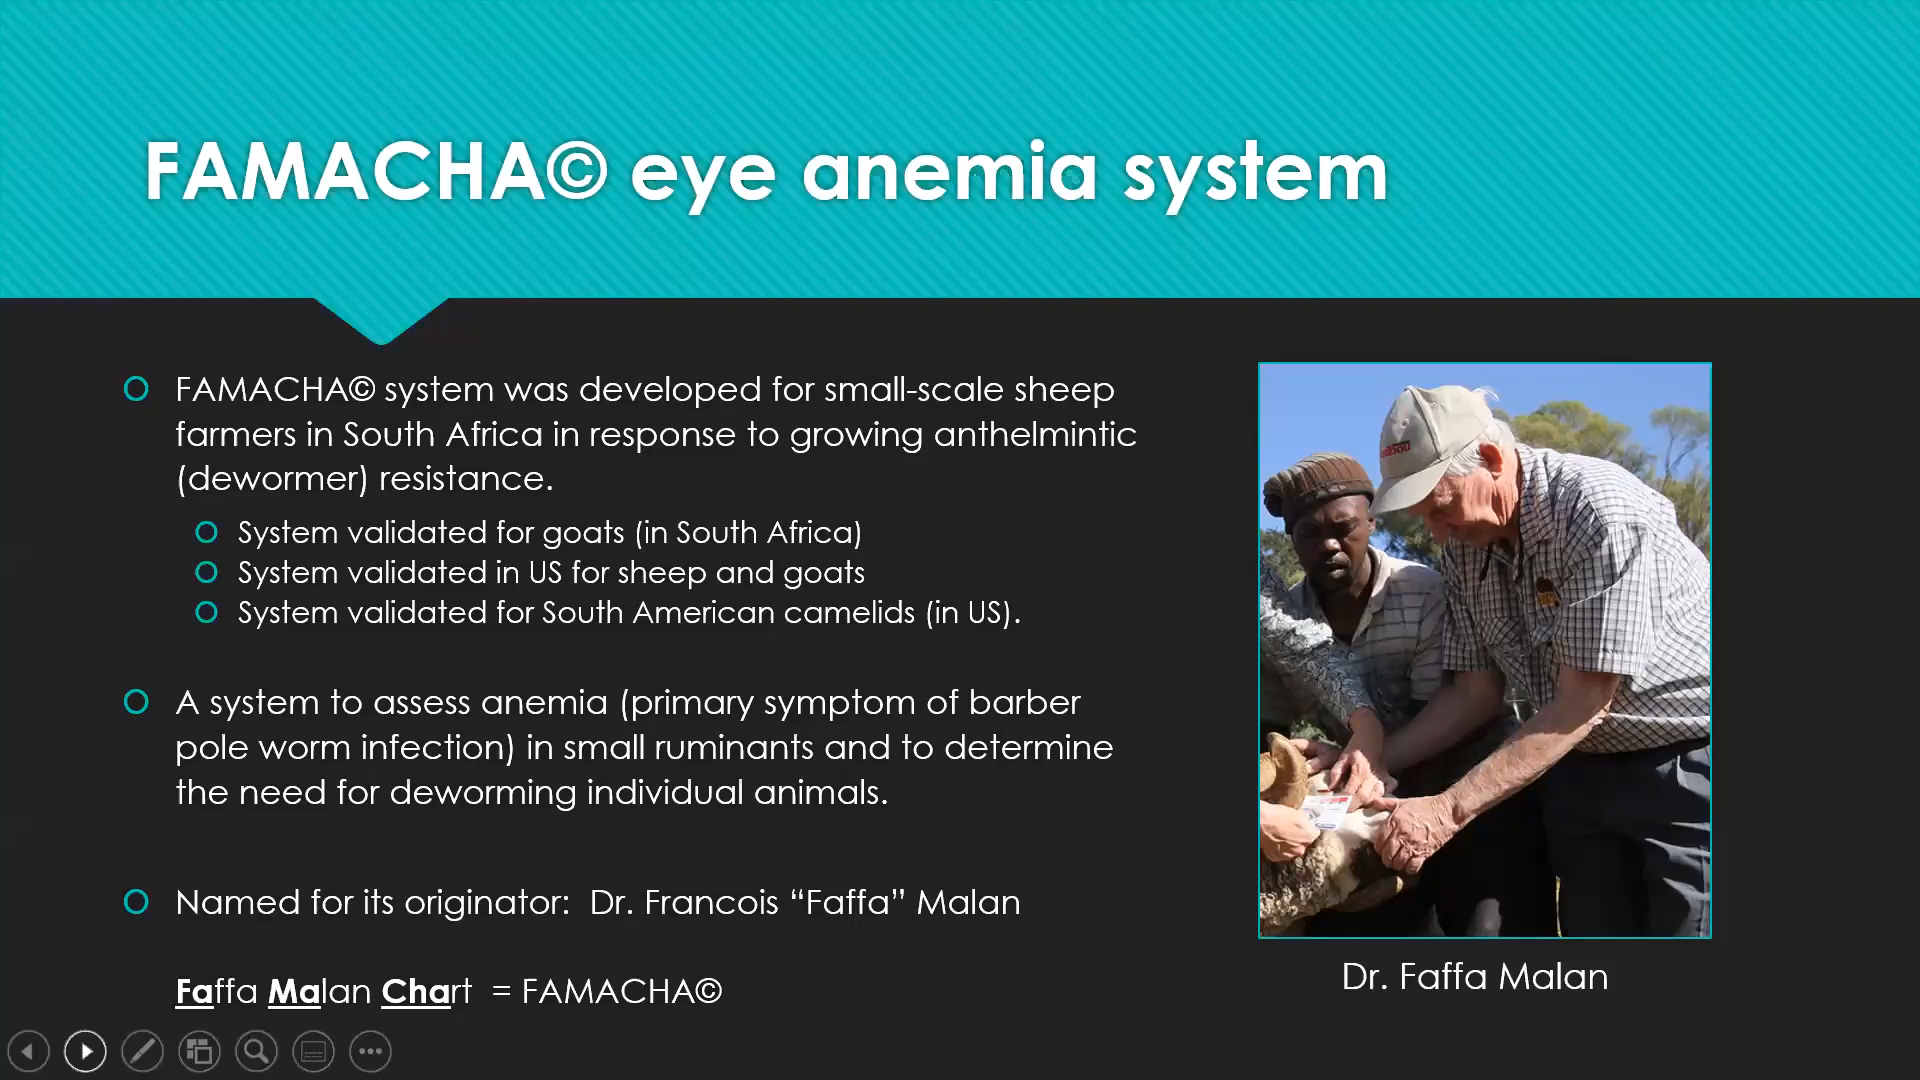 FAMACHA© eye anemia system
FAMACHA© system was developed for small-scale sheep
farmers in South Africa in response to growing anthelmintic
(dewormer) resistance.
System validated for goats (in South Africa)
System validated in US for sheep and goats
System validated for South American camelids (in US).
A system to assess anemia (primary symptom of barber
pole worm infection) in small ruminants and to determine
the need for deworming individual animals.
Named for its originator:  Dr. Francois “Faffa” Malan
Faffa Malan Chart  = FAMACHA©
Dr. Faffa Malan